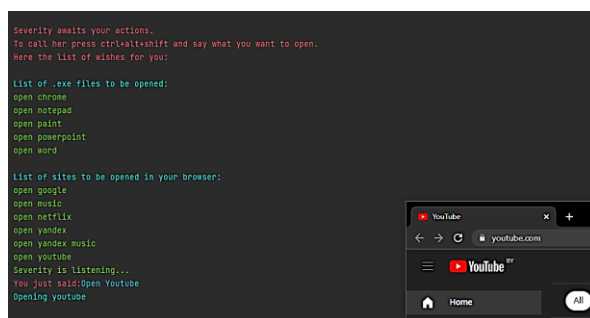 Severity awaits your actions.
To call her press ctrl+alt+shift and say what you want to open.
Here the list of wishes for you:
List of .exe files to be opened:
open chrome
open notepad
open paint
open powerpoint
open word
List of sites to be opened in your browser:
open google
open music
open netflix
open yandex
open yandex music
open youtube
Severity is listening...
You just said:Open Youtube
Opening youtube
YouTube
youtube.com
YouTube BY
Home
All